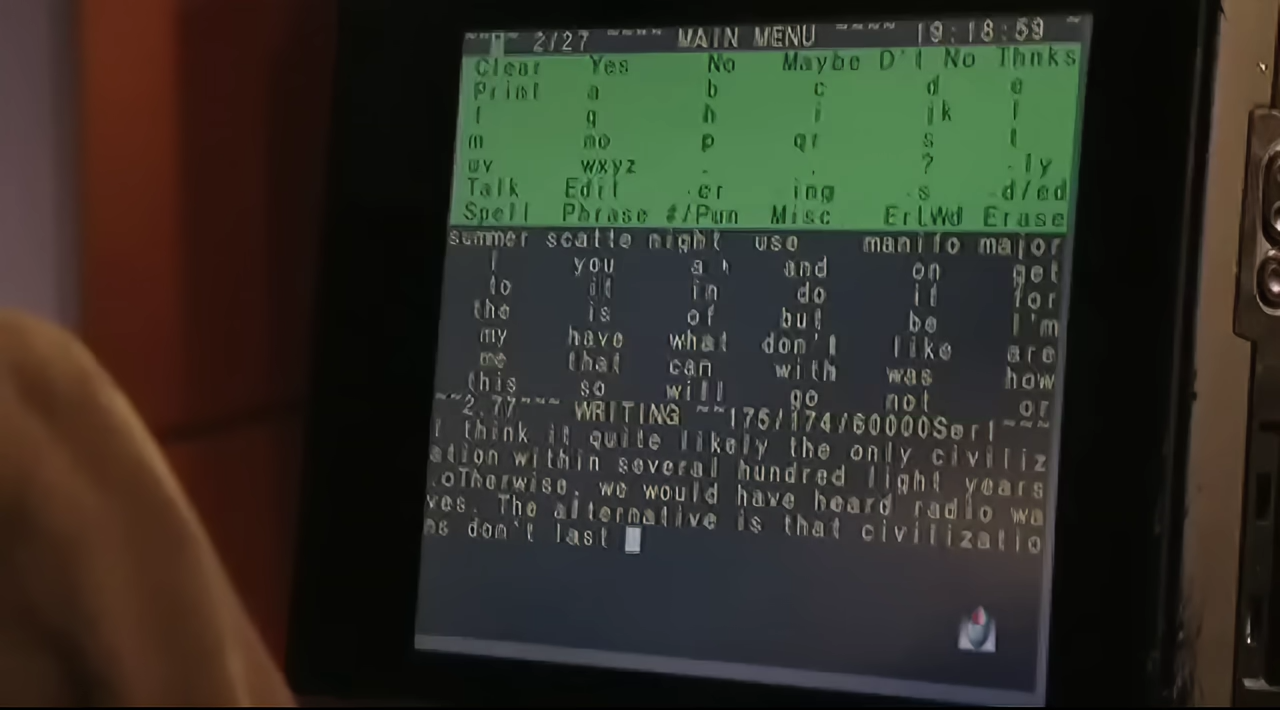 2/27 ~~~~ MAIN MENU ~~~~ 19:18:59 ~
Clear Yes No Maybe D't No Thnks
Print a b c d e
f g h i jk l
m no p qr s t
uv wxyz . , ? .ly
Talk Edit .er ing .s .d/ed
Spell Phrase #/Pun Misc ErLWd Erase
summer scatte night use manifo major
I you a h and on get
to it in do if for
the is of but be I'm
my have what don't like are
me that can with was how
this so will go not or
~~2.77~~~ WRITING ~~175/174/60000Serl~~~
I think it quite likely the only civiliz
ation within several hundred light years
.oTherwise, we would have heard radio wa
ves. The alternative is that civilizatio
ns don't last